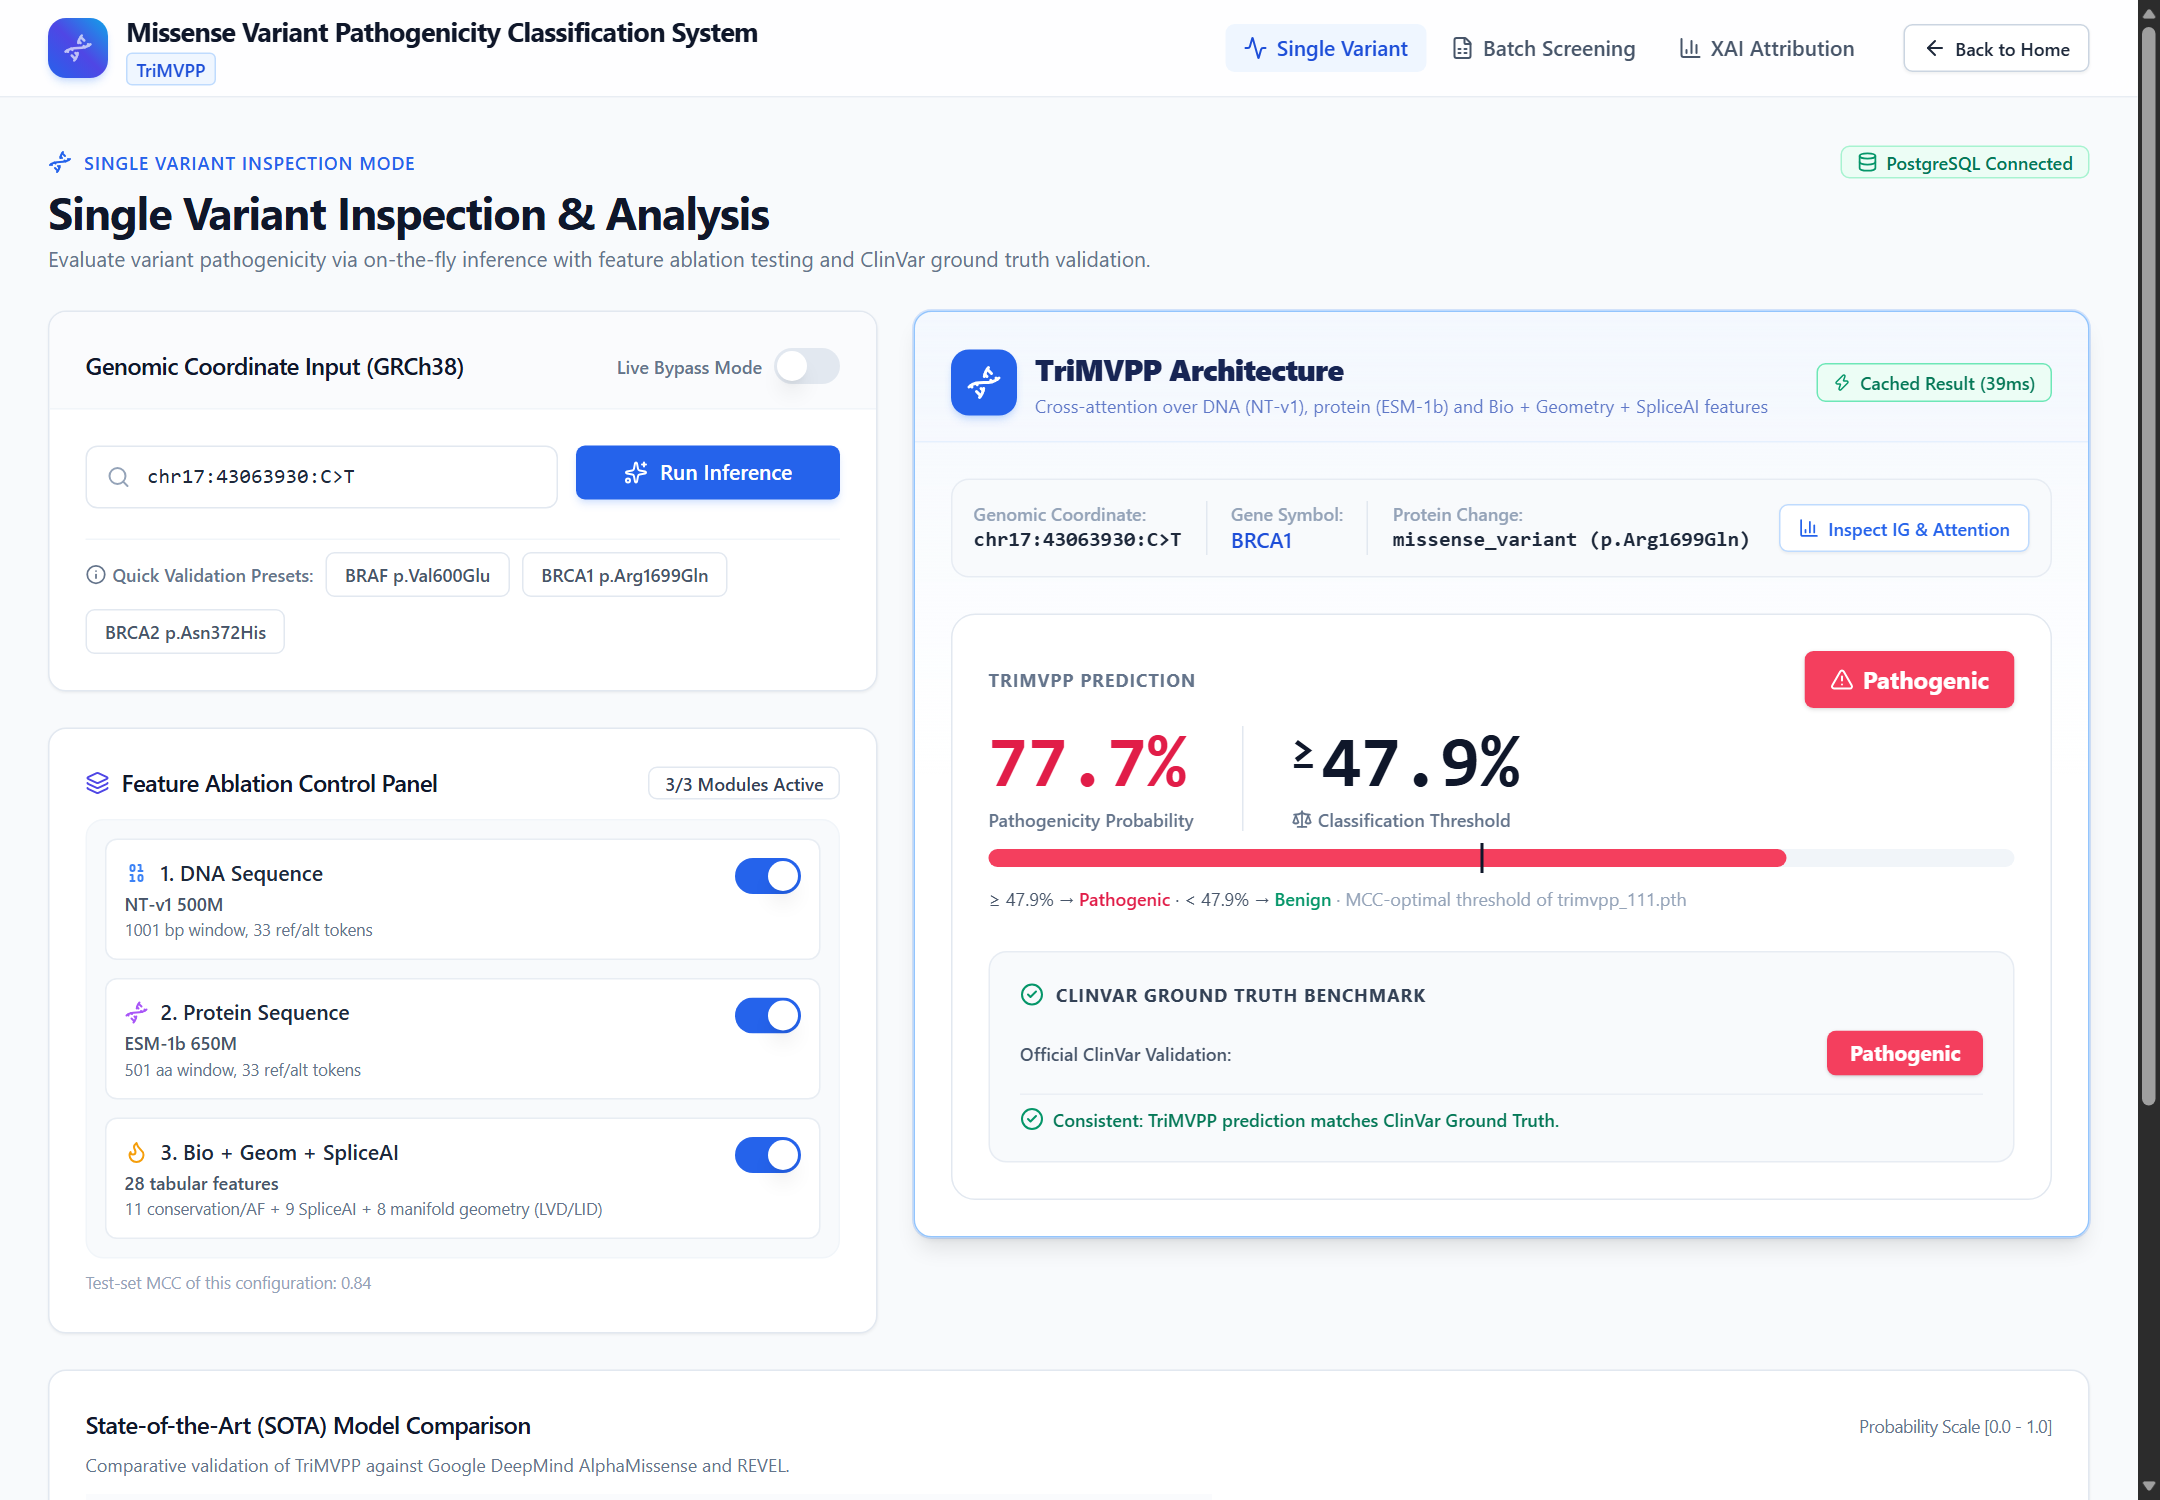 Missense Variant Pathogenicity Classification System
TriMVPP
Single Variant
Batch Screening
XAI Attribution
Back to Home
SINGLE VARIANT INSPECTION MODE
PostgreSQL Connected
Single Variant Inspection & Analysis
Evaluate variant pathogenicity via on-the-fly inference with feature ablation testing and ClinVar ground truth validation.
Genomic Coordinate Input (GRCh38)
Live Bypass Mode
chr17:43063930:C>T
Run Inference
Quick Validation Presets:
BRAF p.Val600Glu
BRCA1 p.Arg1699Gln
BRCA2 p.Asn372His
Feature Ablation Control Panel
3/3 Modules Active
1. DNA Sequence
NT-v1 500M
1001 bp window, 33 ref/alt tokens
2. Protein Sequence
ESM-1b 650M
501 aa window, 33 ref/alt tokens
3. Bio + Geom + SpliceAI
28 tabular features
11 conservation/AF + 9 SpliceAI + 8 manifold geometry (LVD/LID)
Test-set MCC of this configuration: 0.84
TriMVPP Architecture
Cross-attention over DNA (NT-v1), protein (ESM-1b) and Bio + Geometry + SpliceAI features
Cached Result (39ms)
Genomic Coordinate:
chr17:43063930:C>T
Gene Symbol:
BRCA1
Protein Change:
missense_variant (p.Arg1699Gln)
Inspect IG & Attention
TRIMVPP PREDICTION
Pathogenic
77.7%
Pathogenicity Probability
≥47.9%
Classification Threshold
≥ 47.9% → Pathogenic · < 47.9% → Benign · MCC-optimal threshold of trimvpp_111.pth
CLINVAR GROUND TRUTH BENCHMARK
Official ClinVar Validation:
Pathogenic
Consistent: TriMVPP prediction matches ClinVar Ground Truth.
State-of-the-Art (SOTA) Model Comparison
Probability Scale [0.0 - 1.0]
Comparative validation of TriMVPP against Google DeepMind AlphaMissense and REVEL.